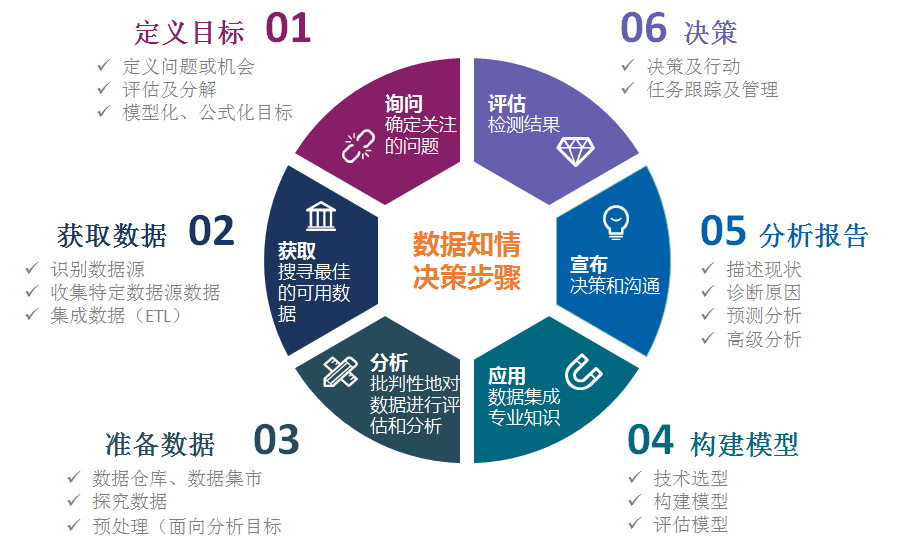 定义目标 01
定义问题或机会
评估及分解
模型化、公式化目标
询问
确定关注
的问题
获取数据 02
识别数据源
收集特定数据源数据
集成数据（ETL）
获取
搜寻最佳
的可用数
据
准备数据 03
数据仓库、数据集市
探究数据
预处理（面向分析目标
分析
批判性地对
数据进行评
估和分析
数据知情
决策步骤
04 构建模型
技术选型
构建模型
评估模型
应用
数据集成
专业知识
05 分析报告
描述现状
诊断原因
预测分析
高级分析
宣布
决策和沟通
06 决策
决策及行动
任务跟踪及管理
评估
检测结果